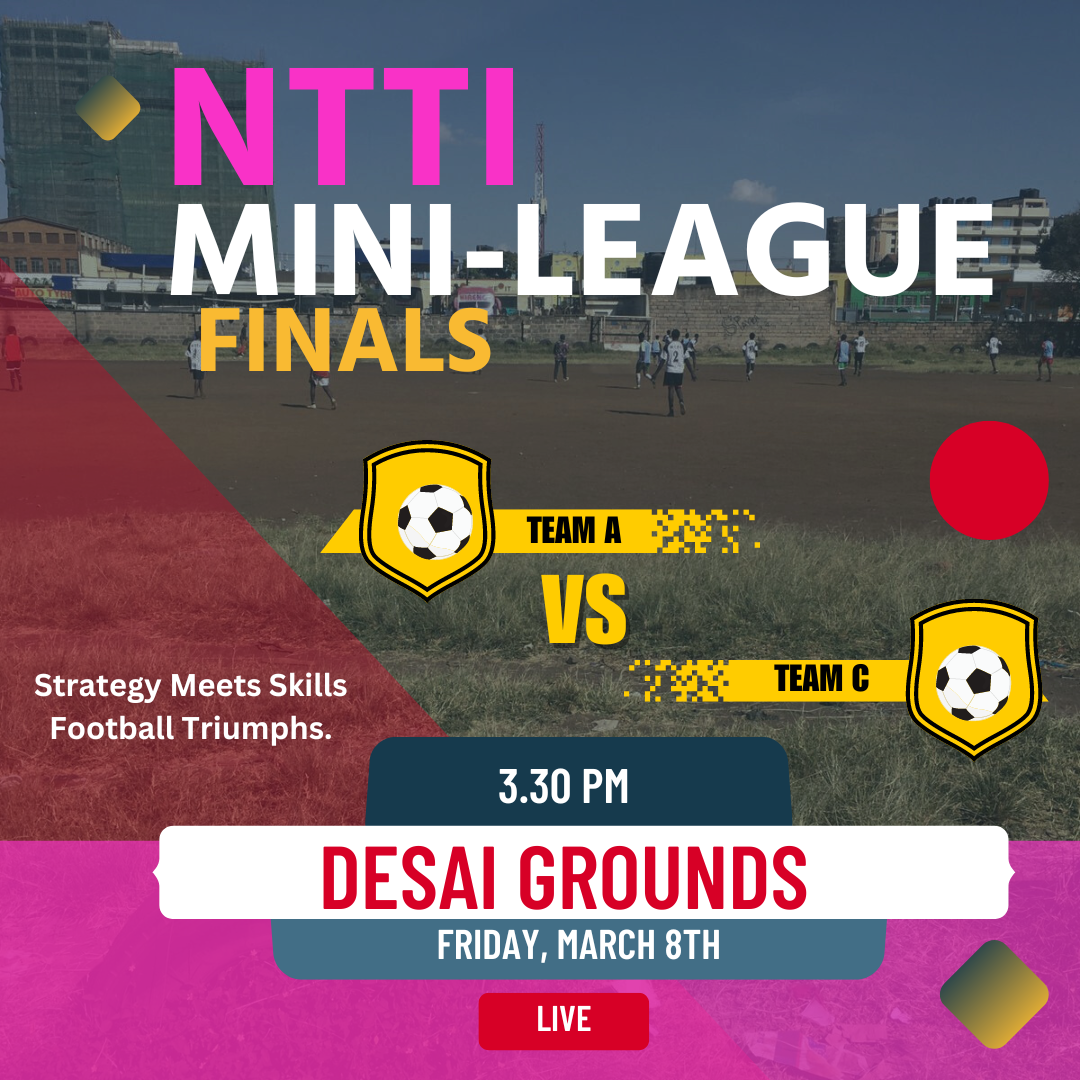 NTTI
MINI-LEAGUE
FINALS
TEAM A
VS
TEAM C
Strategy Meets Skills
Football Triumphs.
3.30 PM
DESAI GROUNDS
FRIDAY, MARCH 8TH
LIVE
2